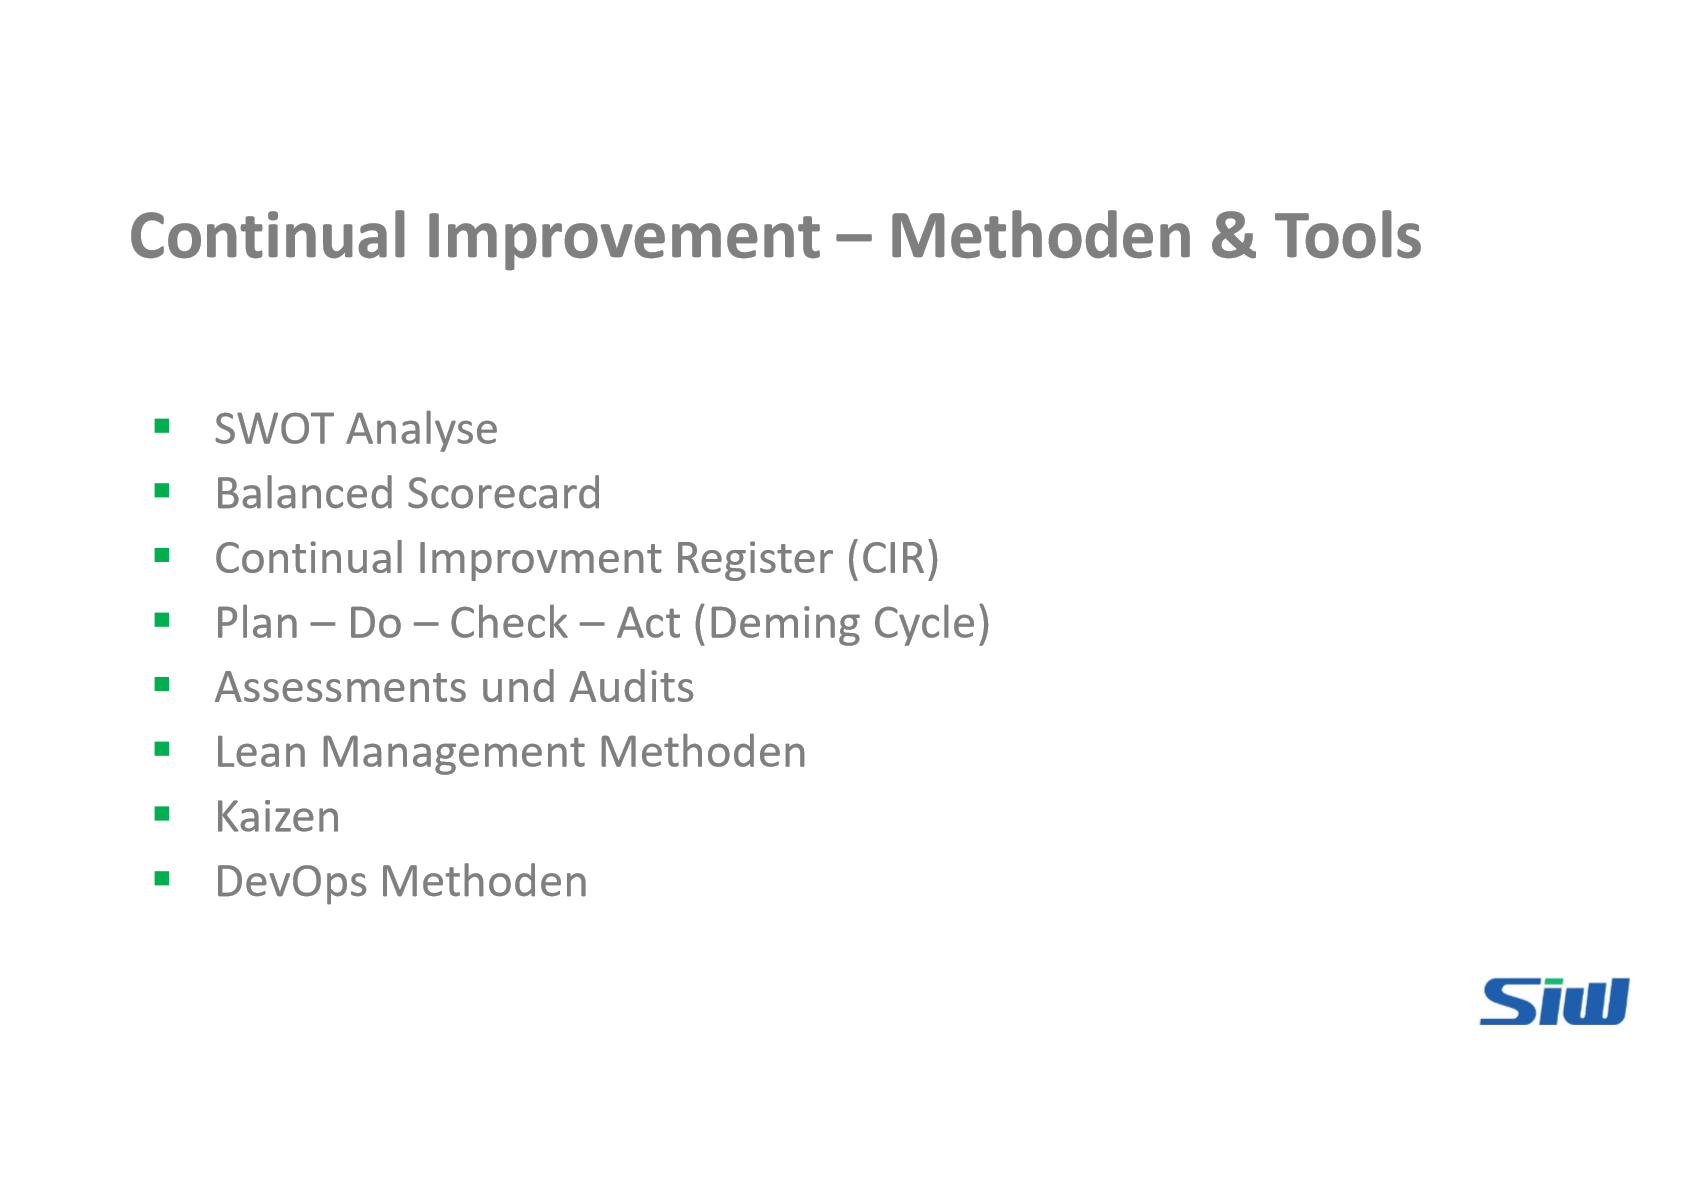 Continual Improvement – Methoden & Tools
SWOT Analyse
Balanced Scorecard
Continual Improvment Register (CIR)
Plan – Do – Check – Act (Deming Cycle)
Assessments und Audits
Lean Management Methoden
Kaizen
DevOps Methoden
Siw